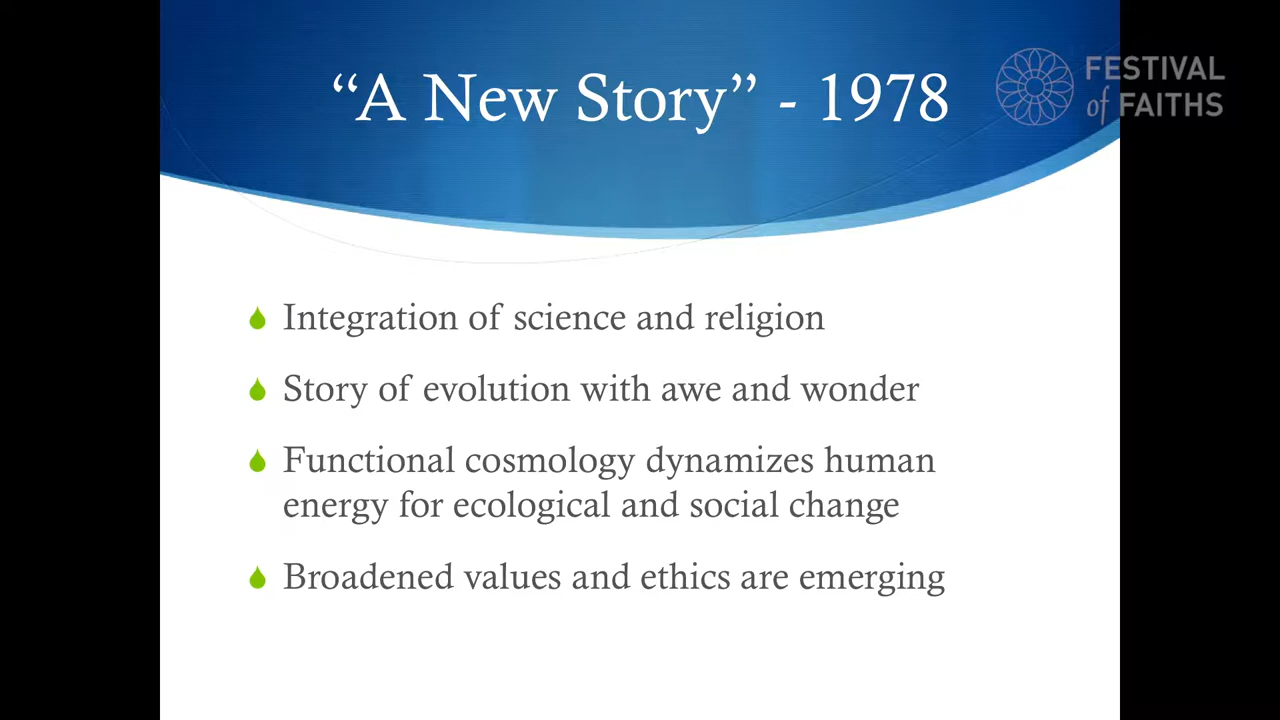 “A New Story” - 1978
FESTIVAL
of FAITHS
Integration of science and religion
Story of evolution with awe and wonder
Functional cosmology dynamizes human
energy for ecological and social change
Broadened values and ethics are emerging